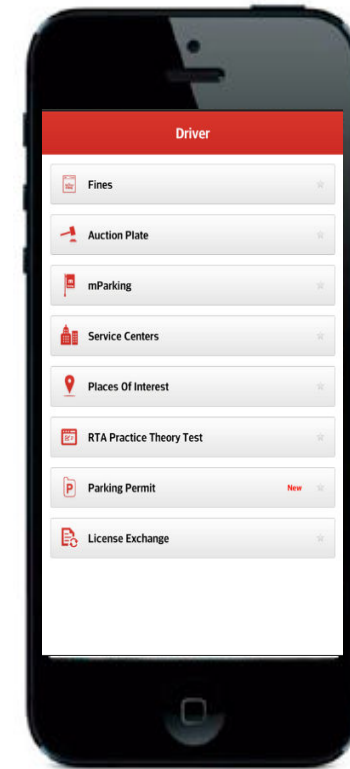 Driver
Fines
Auction Plate
mParking
Service Centers
Places Of Interest
RTA Practice Theory Test
P Parking Permit New
License Exchange